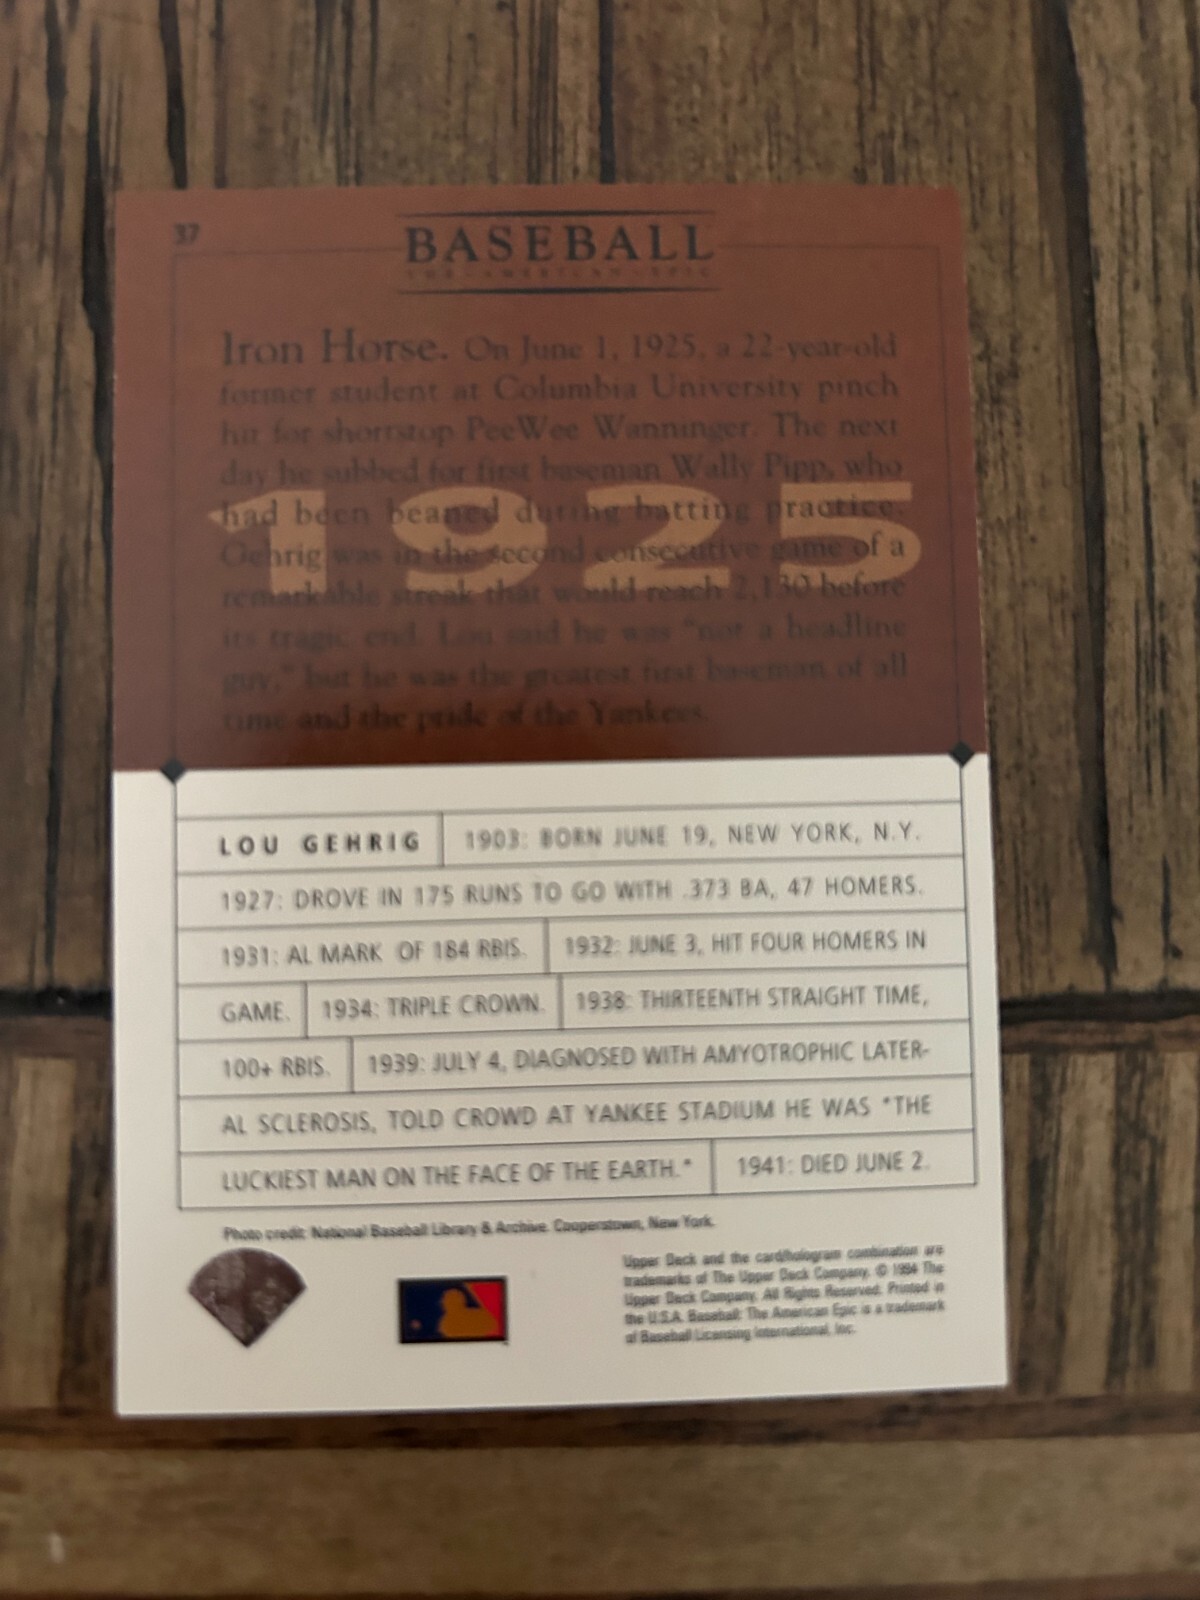 37
BASEBALL
THE · AMERICAN · EPIC
Iron Horse. On June 1, 1925, a 22-year-old
former student at Columbia University pinch
hit for shortstop PeeWee Wanninger. The next
day he subbed for first baseman Wally Pipp, who
had been beaned during batting practice.
Gehrig was in the second consecutive game of a
remarkable streak that would reach 2,130 before
its tragic end. Lou said he was "not a headline
guy," but he was the greatest first baseman of all
time and the pride of the Yankees.
1925
LOU GEHRIG 1903: BORN JUNE 19, NEW YORK, N.Y.
1927: DROVE IN 175 RUNS TO GO WITH .373 BA, 47 HOMERS.
1931: AL MARK OF 184 RBIS. 1932: JUNE 3, HIT FOUR HOMERS IN
GAME. 1934: TRIPLE CROWN. 1938: THIRTEENTH STRAIGHT TIME,
100+ RBIS. 1939: JULY 4, DIAGNOSED WITH AMYOTROPHIC LATER-
AL SCLEROSIS, TOLD CROWD AT YANKEE STADIUM HE WAS "THE
LUCKIEST MAN ON THE FACE OF THE EARTH." 1941: DIED JUNE 2.
Photo credit: National Baseball Library & Archive. Cooperstown, New York.
Upper Deck and the card/hologram combination are
trademarks of The Upper Deck Company. © 1994 The
Upper Deck Company. All Rights Reserved. Printed in
the U.S.A. Baseball: The American Epic is a trademark
of Baseball Licensing International, Inc.